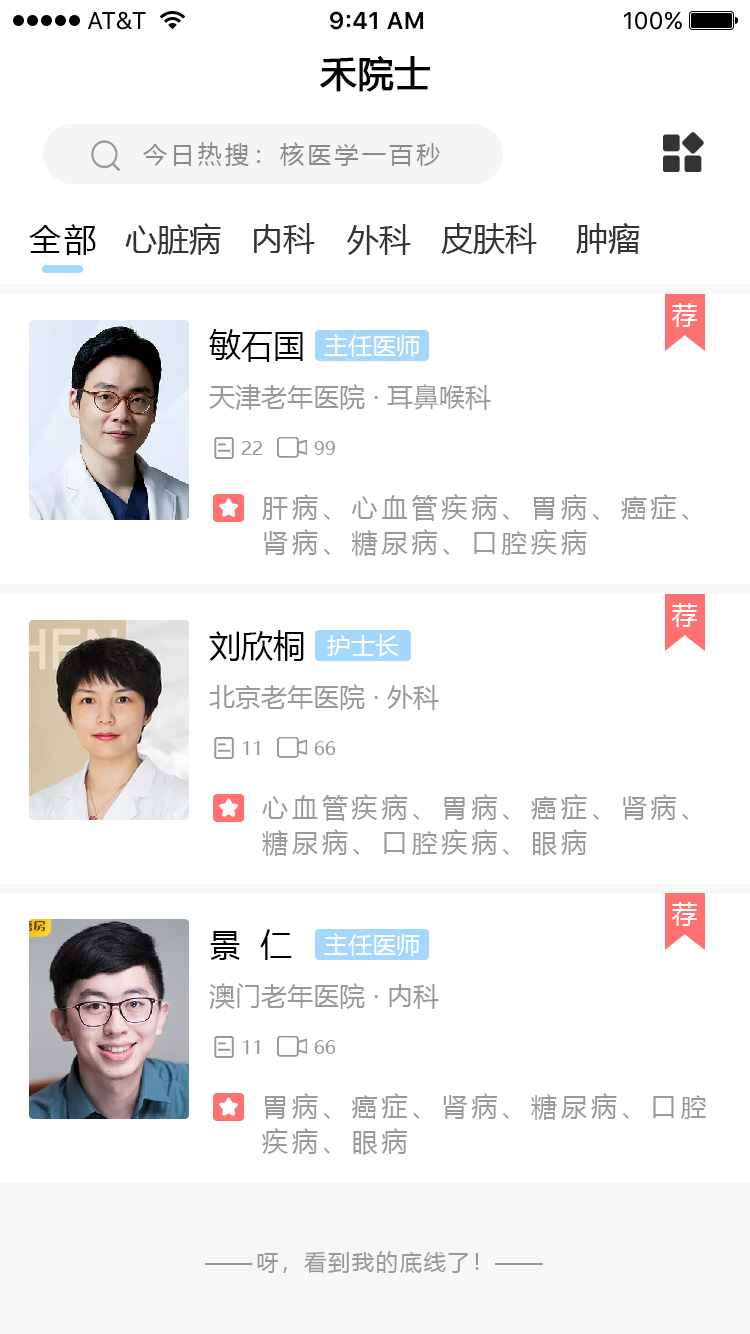 AT&T 9:41 AM 100%
禾院士
今日热搜：核医学一百秒
全部 心脏病 内科 外科 皮肤科 肿瘤
荐
敏石国 主任医师
天津老年医院 · 耳鼻喉科
22 99
肝病、心血管疾病、胃病、癌症、
肾病、糖尿病、口腔疾病
荐
HEN
刘欣桐 护士长
北京老年医院 · 外科
11 66
心血管疾病、胃病、癌症、肾病、
糖尿病、口腔疾病、眼病
荐
房
景 仁 主任医师
澳门老年医院 · 内科
11 66
胃病、癌症、肾病、糖尿病、口腔
疾病、眼病
——呀，看到我的底线了！——